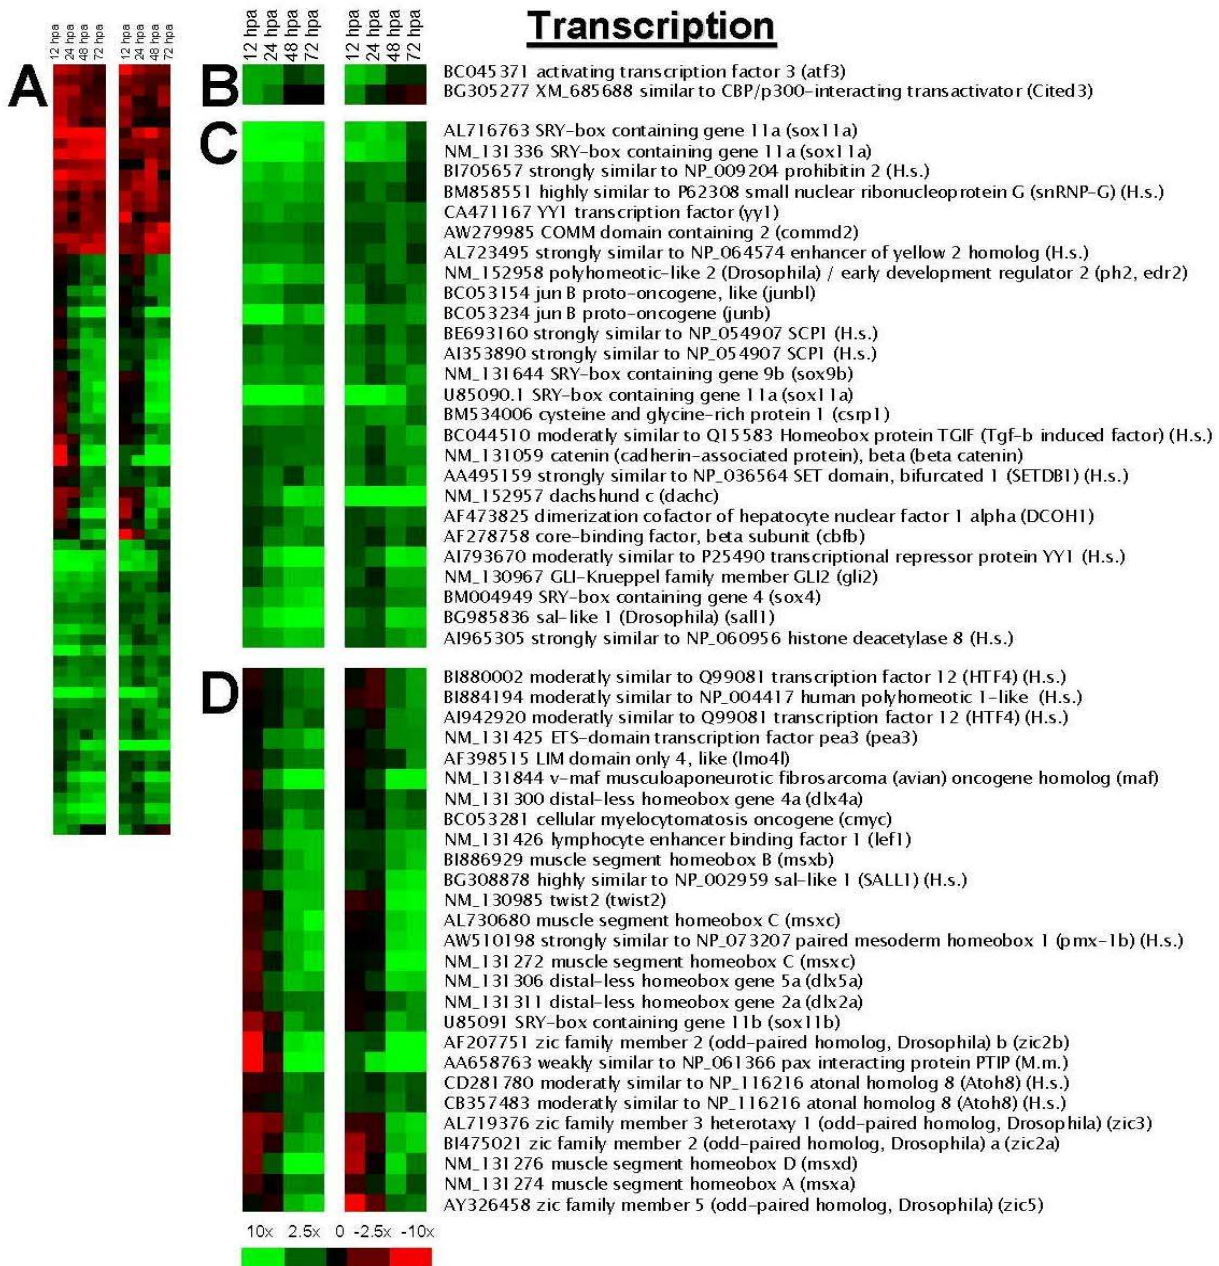 Transcription
12 hpa 24 hpa 48 hpa 72 hpa 12 hpa 24 hpa 48 hpa 72 hpa
12 hpa 24 hpa 48 hpa 72 hpa 12 hpa 24 hpa 48 hpa 72 hpa
A
B
BC045371 activating transcription factor 3 (atf3)
BG305277 XM_685688 similar to CBP/p300-interacting transactivator (Cited3)
C
AL716763 SRY-box containing gene 11a (sox11a)
NM_131336 SRY-box containing gene 11a (sox11a)
BI705657 strongly similar to NP_009204 prohibitin 2 (H.s.)
BM858551 highly similar to P62308 small nuclear ribonucleoprotein G (snRNP-G) (H.s.)
CA471167 YY1 transcription factor (yy1)
AW279985 COMM domain containing 2 (commd2)
AL723495 strongly similar to NP_064574 enhancer of yellow 2 homolog (H.s.)
NM_152958 polyhomeotic-like 2 (Drosophila) / early development regulator 2 (ph2, edr2)
BC053154 jun B proto-oncogene, like (junbl)
BC053234 jun B proto-oncogene (junb)
BE693160 strongly similar to NP_054907 SCP1 (H.s.)
AI353890 strongly similar to NP_054907 SCP1 (H.s.)
NM_131644 SRY-box containing gene 9b (sox9b)
U85090.1 SRY-box containing gene 11a (sox11a)
BM534006 cysteine and glycine-rich protein 1 (csrp1)
BC044510 moderatly similar to Q15583 Homeobox protein TGIF (Tgf-b induced factor) (H.s.)
NM_131059 catenin (cadherin-associated protein), beta (beta catenin)
AA495159 strongly similar to NP_036564 SET domain, bifurcated 1 (SETDB1) (H.s.)
NM_152957 dachshund c (dachc)
AF473825 dimerization cofactor of hepatocyte nuclear factor 1 alpha (DCOH1)
AF278758 core-binding factor, beta subunit (cbfb)
AI793670 moderatly similar to P25490 transcriptional repressor protein YY1 (H.s.)
NM_130967 GLI-Krueppel family member GLI2 (gli2)
BM004949 SRY-box containing gene 4 (sox4)
BG985836 sal-like 1 (Drosophila) (sall1)
AI965305 strongly similar to NP_060956 histone deacetylase 8 (H.s.)
D
BI880002 moderatly similar to Q99081 transcription factor 12 (HTF4) (H.s.)
BI884194 moderatly similar to NP_004417 human polyhomeotic 1-like (H.s.)
AI942920 moderatly similar to Q99081 transcription factor 12 (HTF4) (H.s.)
NM_131425 ETS-domain transcription factor pea3 (pea3)
AF398515 LIM domain only 4, like (lmo4l)
NM_131844 v-maf musculoaponeurotic fibrosarcoma (avian) oncogene homolog (maf)
NM_131300 distal-less homeobox gene 4a (dlx4a)
BC053281 cellular myelocytomatosis oncogene (cmyc)
NM_131426 lymphocyte enhancer binding factor 1 (lef1)
BI886929 muscle segment homeobox B (msxb)
BG308878 highly similar to NP_002959 sal-like 1 (SALL1) (H.s.)
NM_130985 twist2 (twist2)
AL730680 muscle segment homeobox C (msxc)
AW510198 strongly similar to NP_073207 paired mesoderm homeobox 1 (pmx-1b) (H.s.)
NM_131272 muscle segment homeobox C (msxc)
NM_131306 distal-less homeobox gene 5a (dlx5a)
NM_131311 distal-less homeobox gene 2a (dlx2a)
U85091 SRY-box containing gene 11b (sox11b)
AF207751 zic family member 2 (odd-paired homolog, Drosophila) b (zic2b)
AA658763 weakly similar to NP_061366 pax interacting protein PTIP (M.m.)
CD281780 moderatly similar to NP_116216 atonal homolog 8 (Atoh8) (H.s.)
CB357483 moderatly similar to NP_116216 atonal homolog 8 (Atoh8) (H.s.)
AL719376 zic family member 3 heterotaxy 1 (odd-paired homolog, Drosophila) (zic3)
BI475021 zic family member 2 (odd-paired homolog, Drosophila) a (zic2a)
NM_131276 muscle segment homeobox D (msxd)
NM_131274 muscle segment homeobox A (msxa)
AY326458 zic family member 5 (odd-paired homolog, Drosophila) (zic5)
10x 2.5x 0 -2.5x -10x